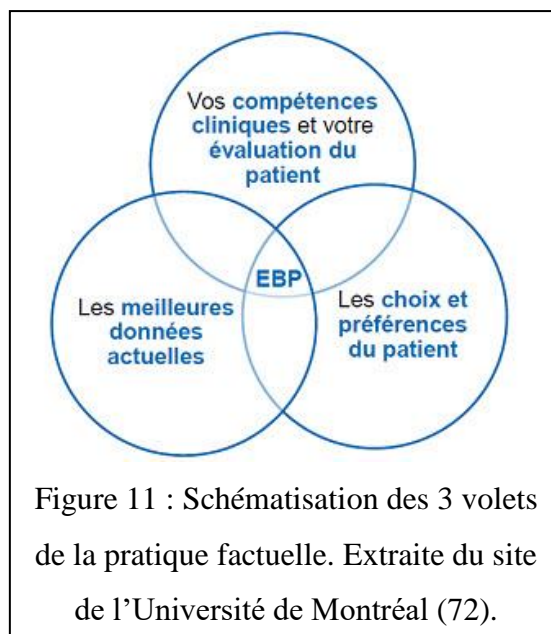 Vos compétences
cliniques et votre
évaluation du
patient
EBP
Les meilleures
données
actuelles
Les choix et
préférences
du patient
Figure 11 : Schématisation des 3 volets
de la pratique factuelle. Extraite du site
de l’Université de Montréal (72).